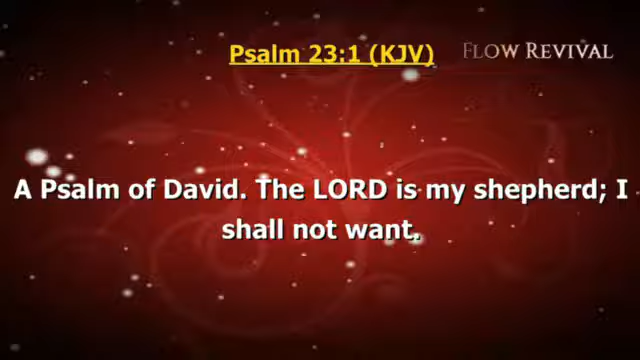 Psalm 23:1 (KJV)
Flow Revival
A Psalm of David. The LORD is my shepherd; I
shall not want.